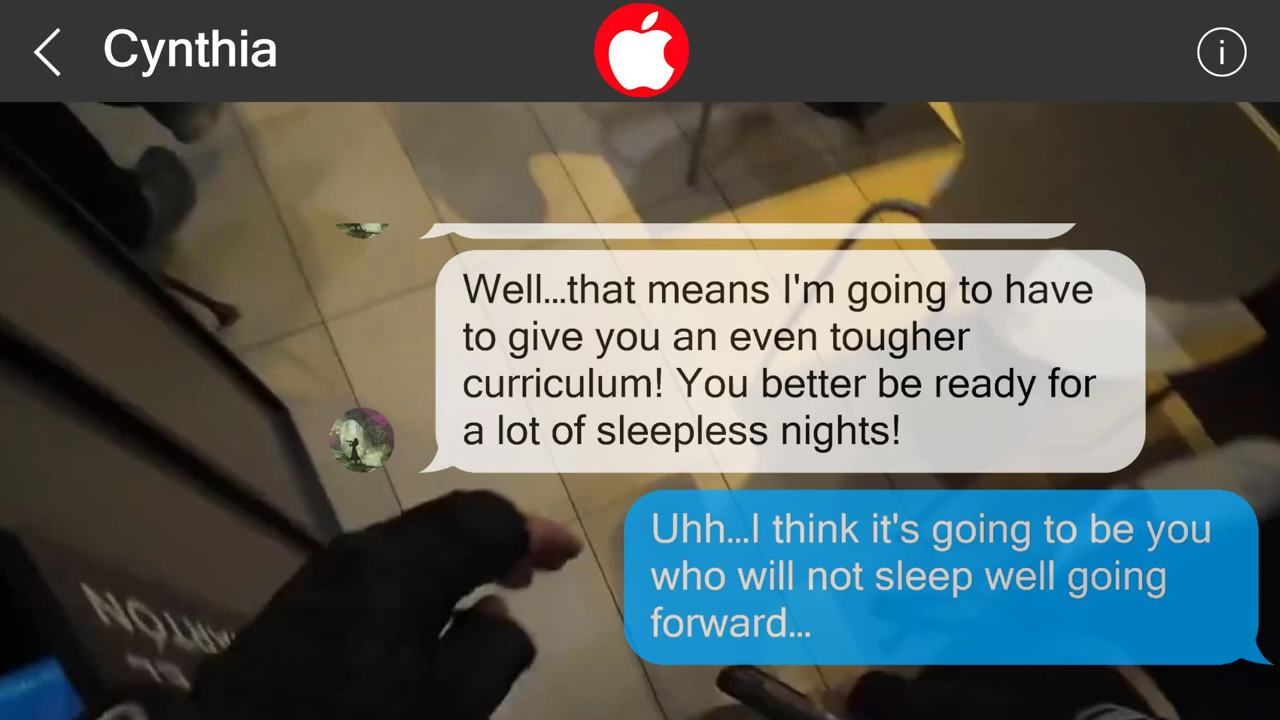 Cynthia
i
Well...that means I'm going to have
to give you an even tougher
curriculum! You better be ready for
a lot of sleepless nights!
Uhh...I think it's going to be you
who will not sleep well going
forward...